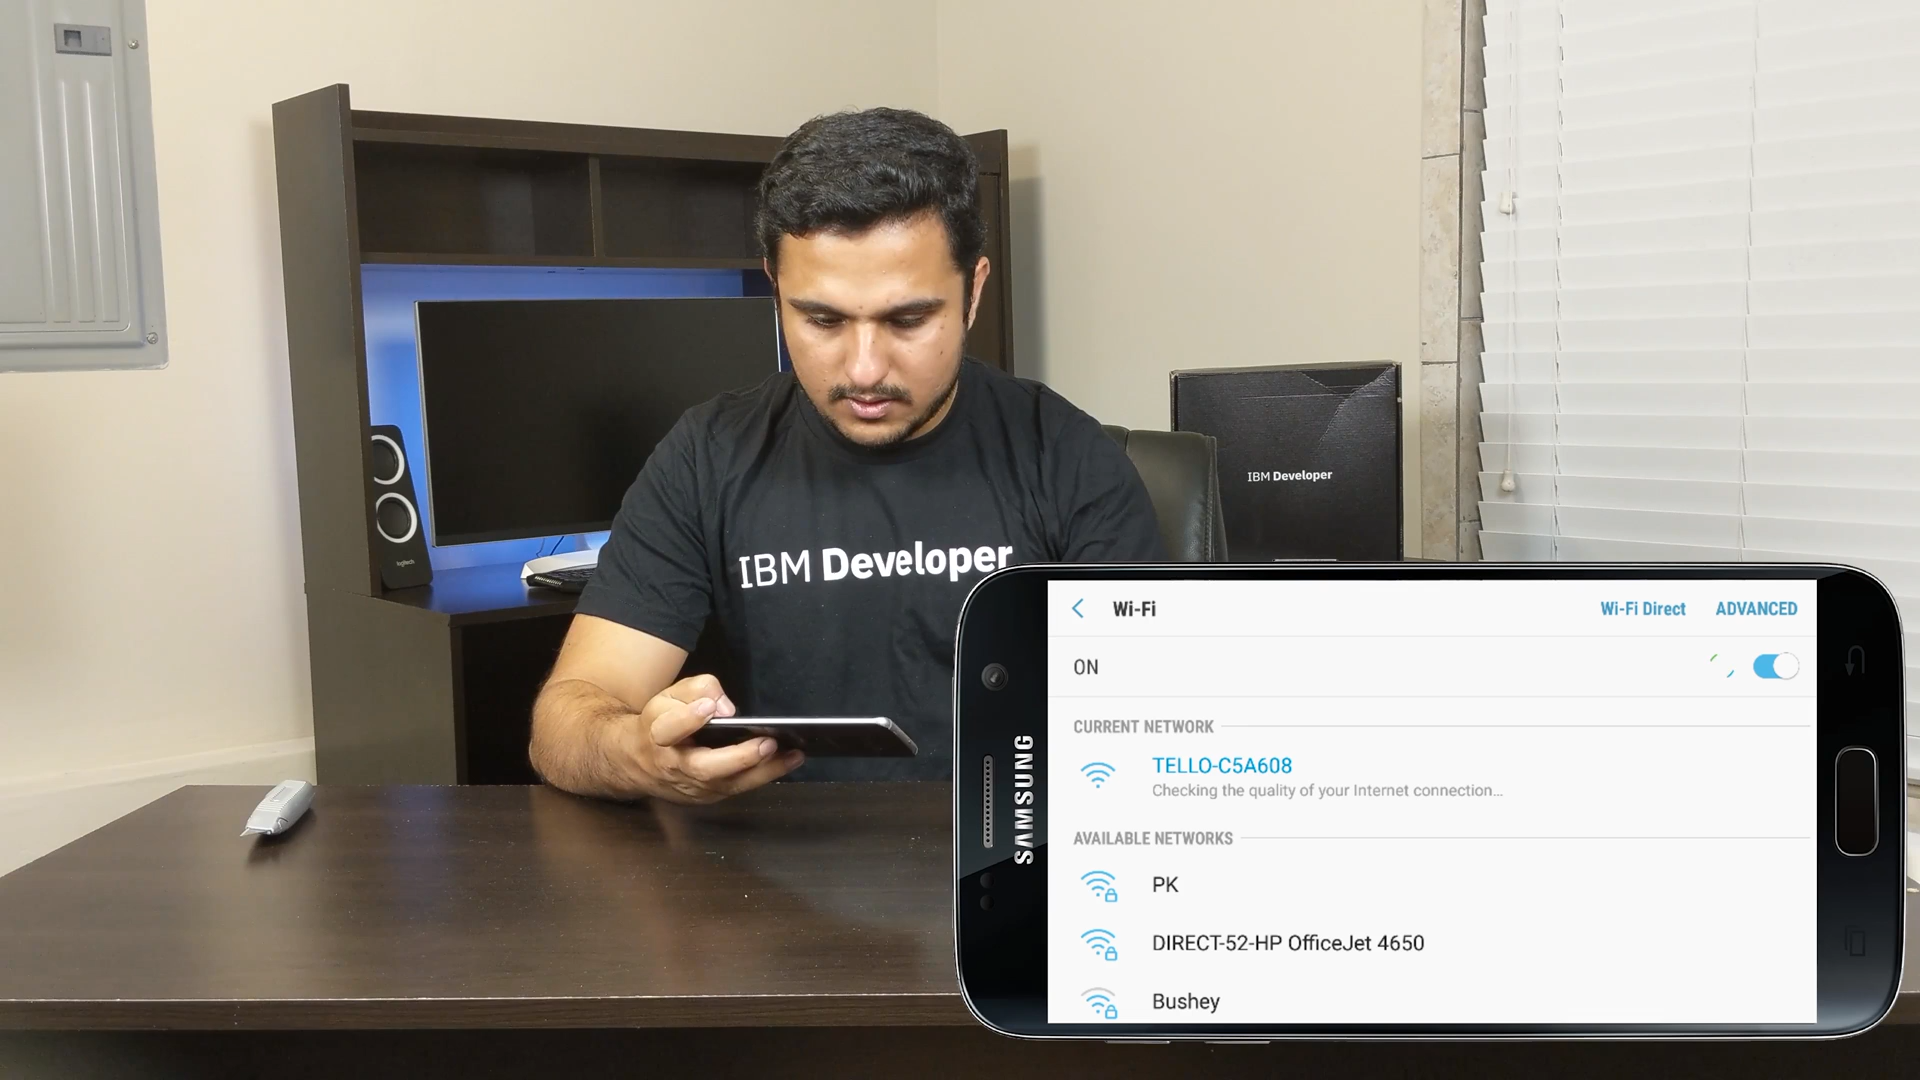 logitech
IBM Developer
IBM Developer
SAMSUNG
Wi-Fi
Wi-Fi Direct
ADVANCED
ON
CURRENT NETWORK
TELLO-C5A608
Checking the quality of your Internet connection...
AVAILABLE NETWORKS
PK
DIRECT-52-HP OfficeJet 4650
Bushey